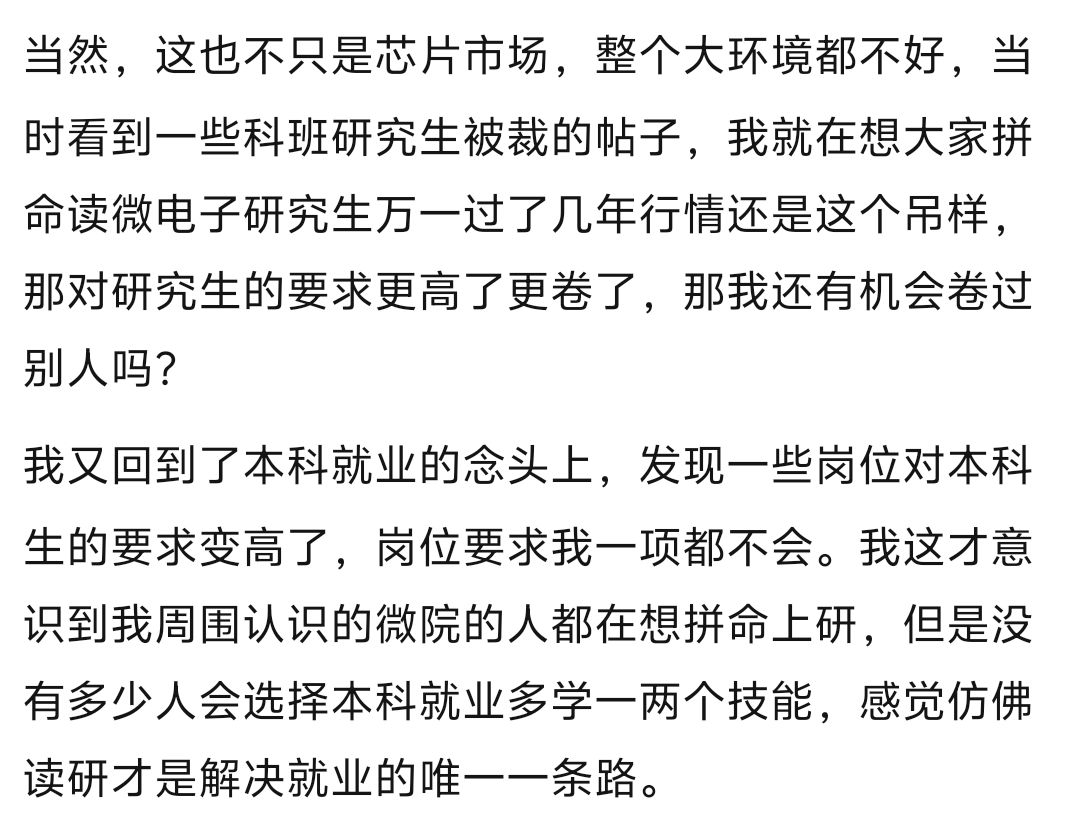 当然，这也不只是芯片市场，整个大环境都不好，当
时看到一些科班研究生被裁的帖子，我就在想大家拼
命读微电子研究生万一过了几年行情还是这个吊样，
那对研究生的要求更高了更卷了，那我还有机会卷过
别人吗？
我又回到了本科就业的念头上，发现一些岗位对本科
生的要求变高了，岗位要求我一项都不会。我这才意
识到我周围认识的微院的人都在想拼命上研，但是没
有多少人会选择本科就业多学一两个技能，感觉仿佛
读研才是解决就业的唯一一条路。